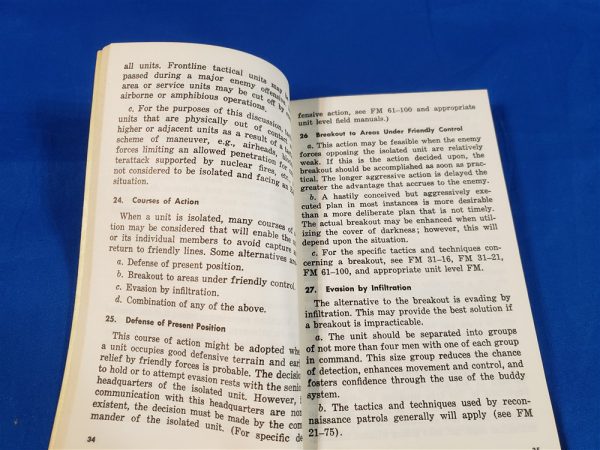 all units. Frontline tactical units may be
passed during a major enemy offensive
area or service units may be cut off by
airborne or amphibious operations.
c. For the purposes of this discussion,
units that are physically out of contact
higher or adjacent units as a result of a
scheme of maneuver, e.g., airheads,
forces limiting an allowed penetration for
terattack supported by nuclear fires, etc.,
not considered to be isolated and facing an
situation.
24. Courses of Action
When a unit is isolated, many courses of
tion may be considered that will enable the
or its individual members to avoid capture
return to friendly lines. Some alternatives
a. Defense of present position.
b. Breakout to areas under friendly control.
c. Evasion by infiltration.
d. Combination of any of the above.
25. Defense of Present Position
This course of action might be adopted whe
a unit occupies good defensive terrain and earl
relief by friendly forces is probable. The decisio
to hold or to attempt evasion rests with the senio
headquarters of the isolated unit. However, i
communication with this headquarters are non
existent, the decision must be made by the com
mander of the isolated unit. (For specific de
34
fensive action, see FM 61-100 and appropriate
unit level field manuals.)
26 Breakout to Areas Under Friendly Control
a. This action may be feasible when the enemy
forces opposing the isolated unit are relatively
weak. If this is the action decided upon, the
breakout should be accomplished as soon as prac-
tical. The longer aggressive action is delayed the
greater the advantage that accrues to the enemy.
b. A hastily conceived but aggressively exe-
cuted plan in most instances is more desirable
than a more deliberate plan that is not timely.
The actual breakout may be enhanced when util-
izing the cover of darkness; however, this will
depend upon the situation.
c. For the specific tactics and techniques con-
cerning a breakout, see FM 31-16, FM 31-21,
FM 61-100, and appropriate unit level FM.
27. Evasion by Infiltration
The alternative to the breakout is evading by
infiltration. This may provide the best solution if
a breakout is impracticable.
a. The unit should be separated into groups
of not more than four men with one of each group
in command. This size group reduces the chance
of detection, enhances movement and control, and
fosters confidence through the use of the buddy
system.
b. The tactics and techniques used by recon-
naissance patrols generally will apply (see FM
21-75).